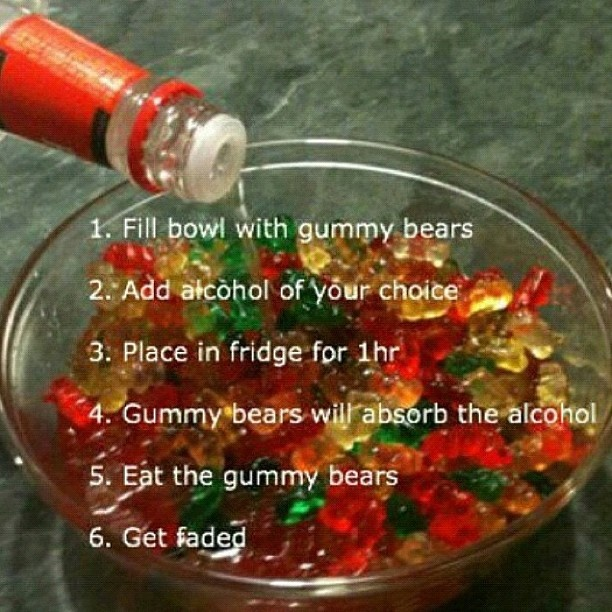 1. Fill bowl with gummy bears
2. Add alcohol of your choice
3. Place in fridge for 1hr
4. Gummy bears will absorb the alcohol
5. Eat the gummy bears
6. Get faded